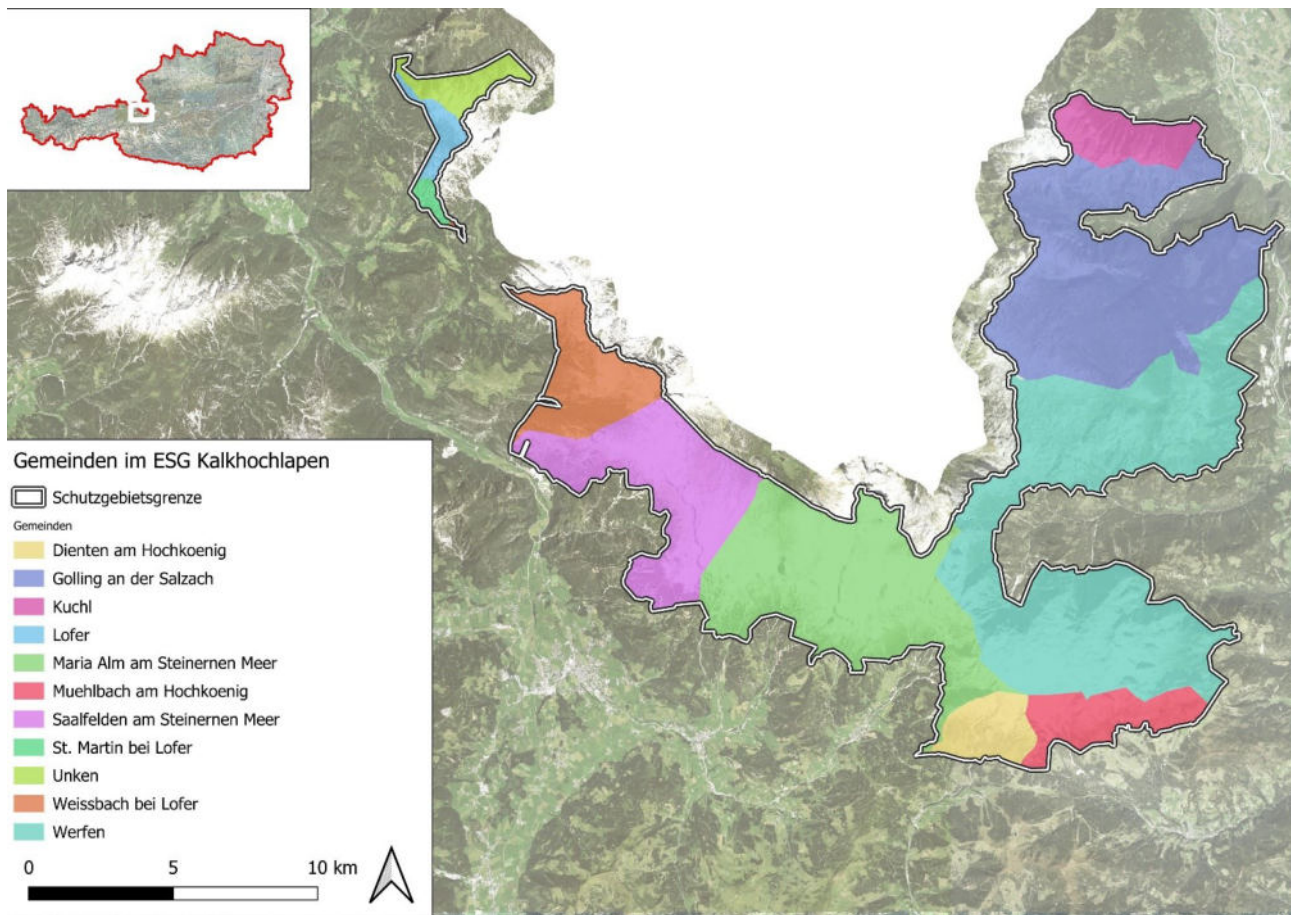 Gemeinden im ESG Kalkhochlapen
Schutzgebietsgrenze
Gemeinden
Dienten am Hochkoenig
Golling an der Salzach
Kuchl
Lofer
Maria Alm am Steinernen Meer
Muehlbach am Hochkoenig
Saalfelden am Steinernen Meer
St. Martin bei Lofer
Unken
Weissbach bei Lofer
Werfen
0 5 10 km